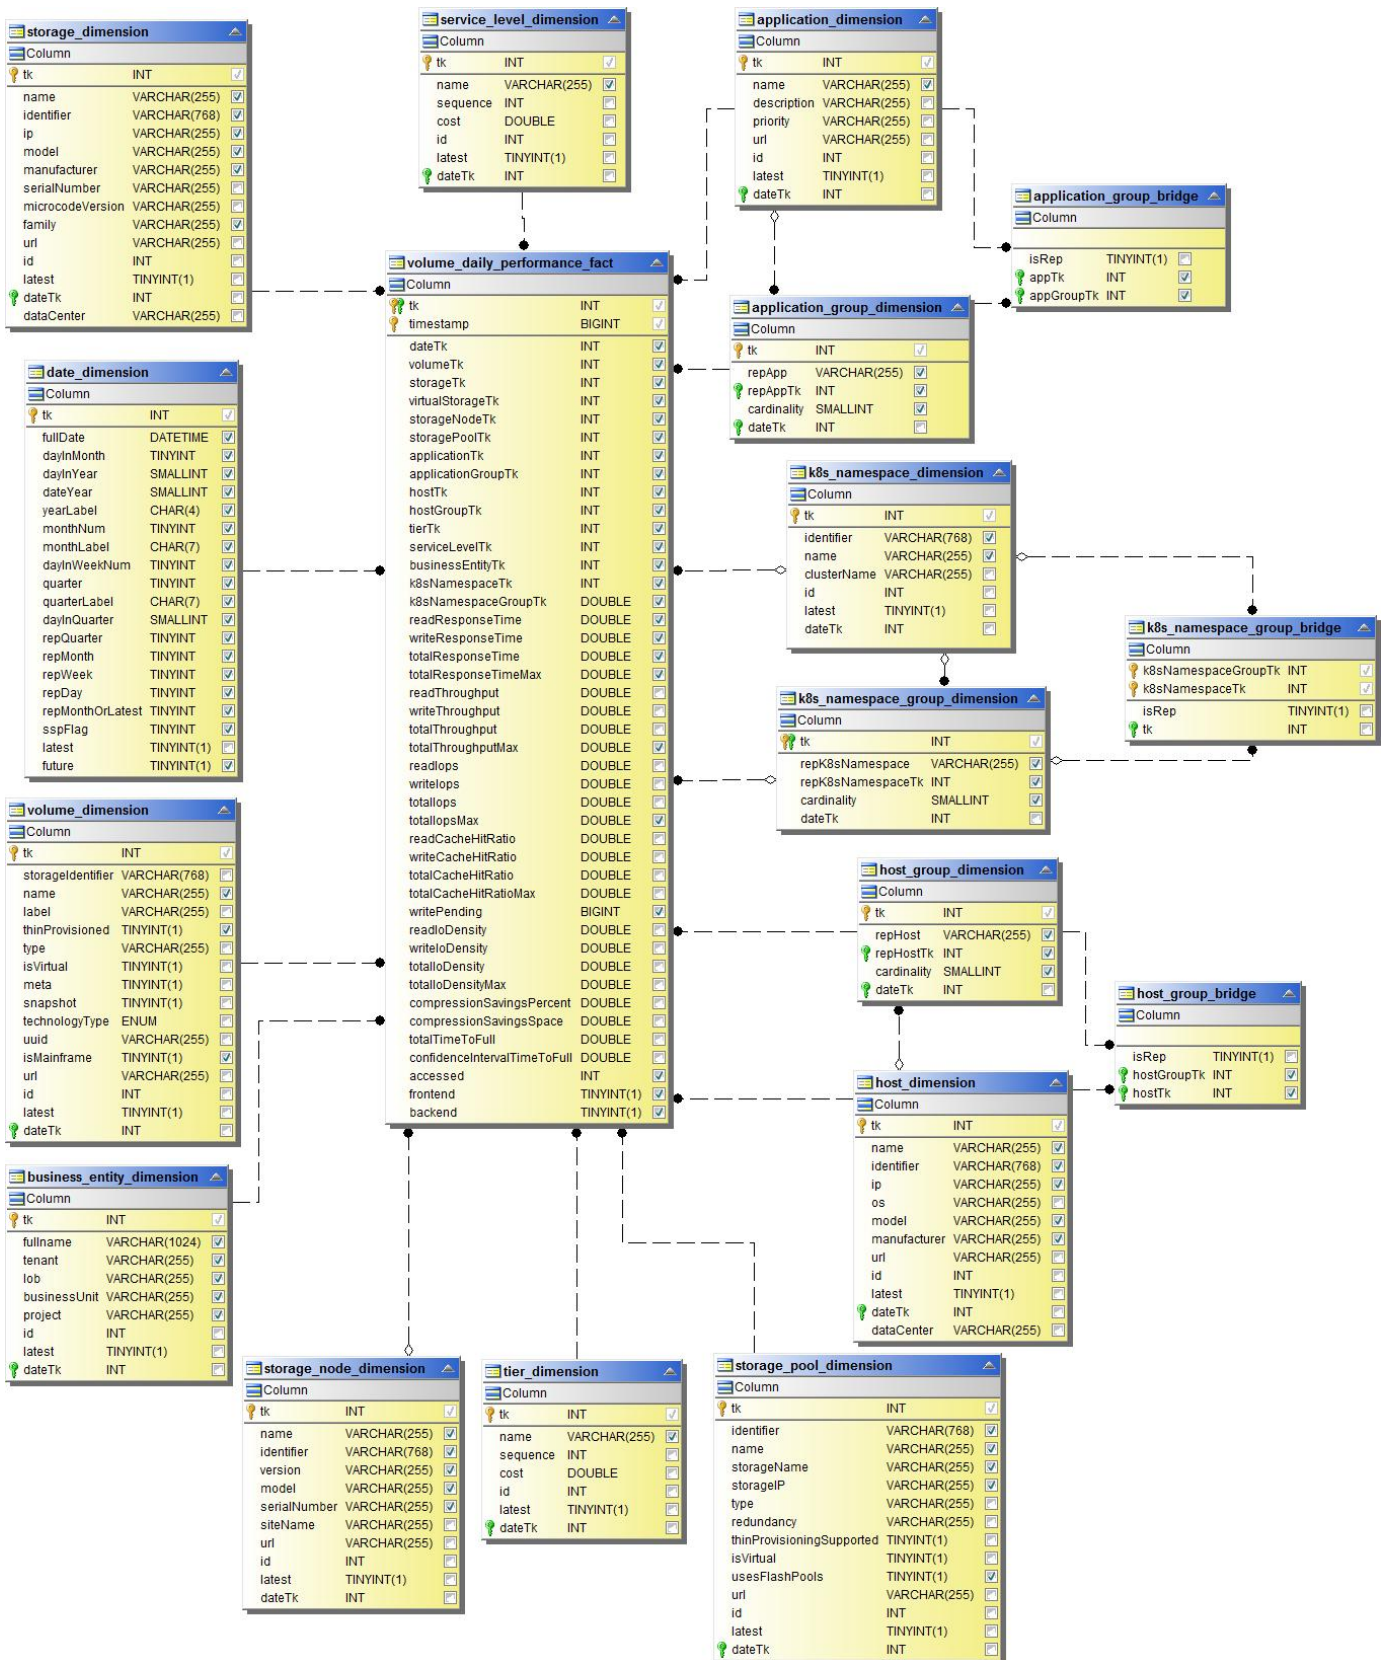 storage_dimension
Column
tk INT
name VARCHAR(255)
identifier VARCHAR(768)
ip VARCHAR(255)
model VARCHAR(255)
manufacturer VARCHAR(255)
serialNumber VARCHAR(255)
microcodeVersion VARCHAR(255)
family VARCHAR(255)
url VARCHAR(255)
id INT
latest TINYINT(1)
dateTk INT
dataCenter VARCHAR(255)
service_level_dimension
Column
tk INT
name VARCHAR(255)
sequence INT
cost DOUBLE
id INT
latest TINYINT(1)
dateTk INT
application_dimension
Column
tk INT
name VARCHAR(255)
description VARCHAR(255)
priority VARCHAR(255)
url VARCHAR(255)
id INT
latest TINYINT(1)
dateTk INT
application_group_bridge
Column
isRep TINYINT(1)
appTk INT
appGroupTk INT
volume_daily_performance_fact
Column
tk INT
timestamp BIGINT
dateTk INT
volumeTk INT
storageTk INT
virtualStorageTk INT
storageNodeTk INT
storagePoolTk INT
applicationTk INT
applicationGroupTk INT
hostTk INT
hostGroupTk INT
tierTk INT
serviceLevelTk INT
businessEntityTk INT
k8sNamespaceTk INT
k8sNamespaceGroupTk DOUBLE
readResponseTime DOUBLE
writeResponseTime DOUBLE
totalResponseTime DOUBLE
totalResponseTimeMax DOUBLE
readThroughput DOUBLE
writeThroughput DOUBLE
totalThroughput DOUBLE
totalThroughputMax DOUBLE
readIops DOUBLE
writeIops DOUBLE
totalIops DOUBLE
totalIopsMax DOUBLE
readCacheHitRatio DOUBLE
writeCacheHitRatio DOUBLE
totalCacheHitRatio DOUBLE
totalCacheHitRatioMax DOUBLE
writePending BIGINT
readIoDensity DOUBLE
writeIoDensity DOUBLE
totalIoDensity DOUBLE
totalIoDensityMax DOUBLE
compressionSavingsPercent DOUBLE
compressionSavingsSpace DOUBLE
totalTimeToFull DOUBLE
confidenceIntervalTimeToFull DOUBLE
accessed INT
frontend TINYINT(1)
backend TINYINT(1)
application_group_dimension
Column
tk INT
repApp VARCHAR(255)
repAppTk INT
cardinality SMALLINT
dateTk INT
date_dimension
Column
tk INT
fullDate DATETIME
dayInMonth TINYINT
dayInYear SMALLINT
dateYear SMALLINT
yearLabel CHAR(4)
monthNum TINYINT
monthLabel CHAR(7)
dayInWeekNum TINYINT
quarter TINYINT
quarterLabel CHAR(7)
dayInQuarter SMALLINT
repQuarter TINYINT
repMonth TINYINT
repWeek TINYINT
repDay TINYINT
repMonthOrLatest TINYINT
sspFlag TINYINT
latest TINYINT(1)
future TINYINT(1)
k8s_namespace_dimension
Column
tk INT
identifier VARCHAR(768)
name VARCHAR(255)
clusterName VARCHAR(255)
id INT
latest TINYINT(1)
dateTk INT
k8s_namespace_group_bridge
Column
k8sNamespaceGroupTk INT
k8sNamespaceTk INT
isRep TINYINT(1)
tk INT
k8s_namespace_group_dimension
Column
tk INT
repK8sNamespace VARCHAR(255)
repK8sNamespaceTk INT
cardinality SMALLINT
dateTk INT
volume_dimension
Column
tk INT
storageIdentifier VARCHAR(768)
name VARCHAR(255)
label VARCHAR(255)
thinProvisioned TINYINT(1)
type VARCHAR(255)
isVirtual TINYINT(1)
meta TINYINT(1)
snapshot TINYINT(1)
technologyType ENUM
uuid VARCHAR(255)
isMainframe TINYINT(1)
url VARCHAR(255)
id INT
latest TINYINT(1)
dateTk INT
host_group_dimension
Column
tk INT
repHost VARCHAR(255)
repHostTk INT
cardinality SMALLINT
dateTk INT
host_group_bridge
Column
isRep TINYINT(1)
hostGroupTk INT
hostTk INT
host_dimension
Column
tk INT
name VARCHAR(255)
identifier VARCHAR(768)
ip VARCHAR(255)
os VARCHAR(255)
model VARCHAR(255)
manufacturer VARCHAR(255)
url VARCHAR(255)
id INT
latest TINYINT(1)
dateTk INT
dataCenter VARCHAR(255)
business_entity_dimension
Column
tk INT
fullname VARCHAR(1024)
tenant VARCHAR(255)
lob VARCHAR(255)
businessUnit VARCHAR(255)
project VARCHAR(255)
id INT
latest TINYINT(1)
dateTk INT
storage_node_dimension
Column
tk INT
name VARCHAR(255)
identifier VARCHAR(768)
version VARCHAR(255)
model VARCHAR(255)
serialNumber VARCHAR(255)
siteName VARCHAR(255)
url VARCHAR(255)
id INT
latest TINYINT(1)
dateTk INT
tier_dimension
Column
tk INT
name VARCHAR(255)
sequence INT
cost DOUBLE
id INT
latest TINYINT(1)
dateTk INT
storage_pool_dimension
Column
tk INT
identifier VARCHAR(768)
name VARCHAR(255)
storageName VARCHAR(255)
storageIP VARCHAR(255)
type VARCHAR(255)
redundancy VARCHAR(255)
thinProvisioningSupported TINYINT(1)
isVirtual TINYINT(1)
usesFlashPools TINYINT(1)
url VARCHAR(255)
id INT
latest TINYINT(1)
dateTk INT